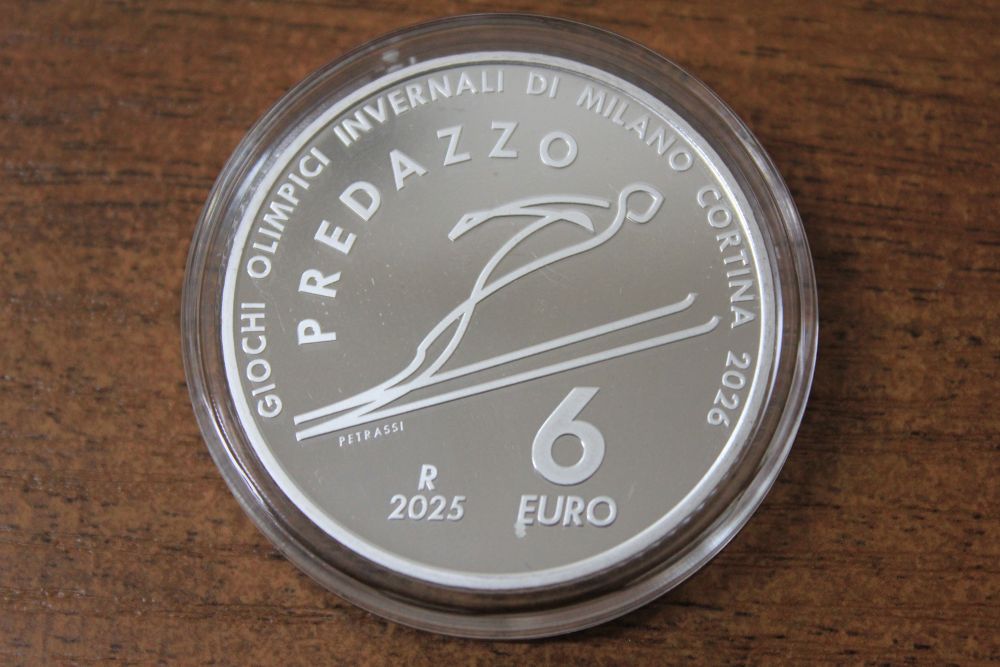 GIOCHI OLIMPICI INVERNALI DI MILANO CORTINA 2026
PREDAZZO
PETRASSI
R
2025
6
EURO